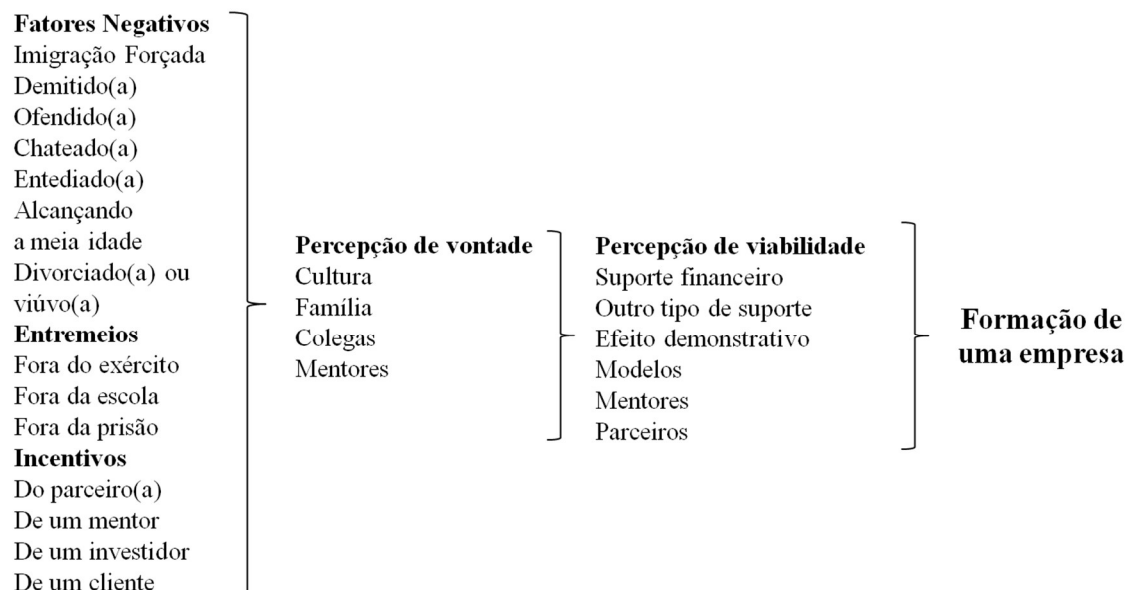 Fatores Negativos
Imigração Forçada
Demitido(a)
Ofendido(a)
Chateado(a)
Entediado(a)
Alcançando
a meia idade
Divorciado(a) ou
viúvo(a)
Entremeios
Fora do exército
Fora da escola
Fora da prisão
Incentivos
Do parceiro(a)
De um mentor
De um investidor
De um cliente
Percepção de vontade
Cultura
Família
Colegas
Mentores
Percepção de viabilidade
Suporte financeiro
Outro tipo de suporte
Efeito demonstrativo
Modelos
Mentores
Parceiros
Formação de
uma empresa